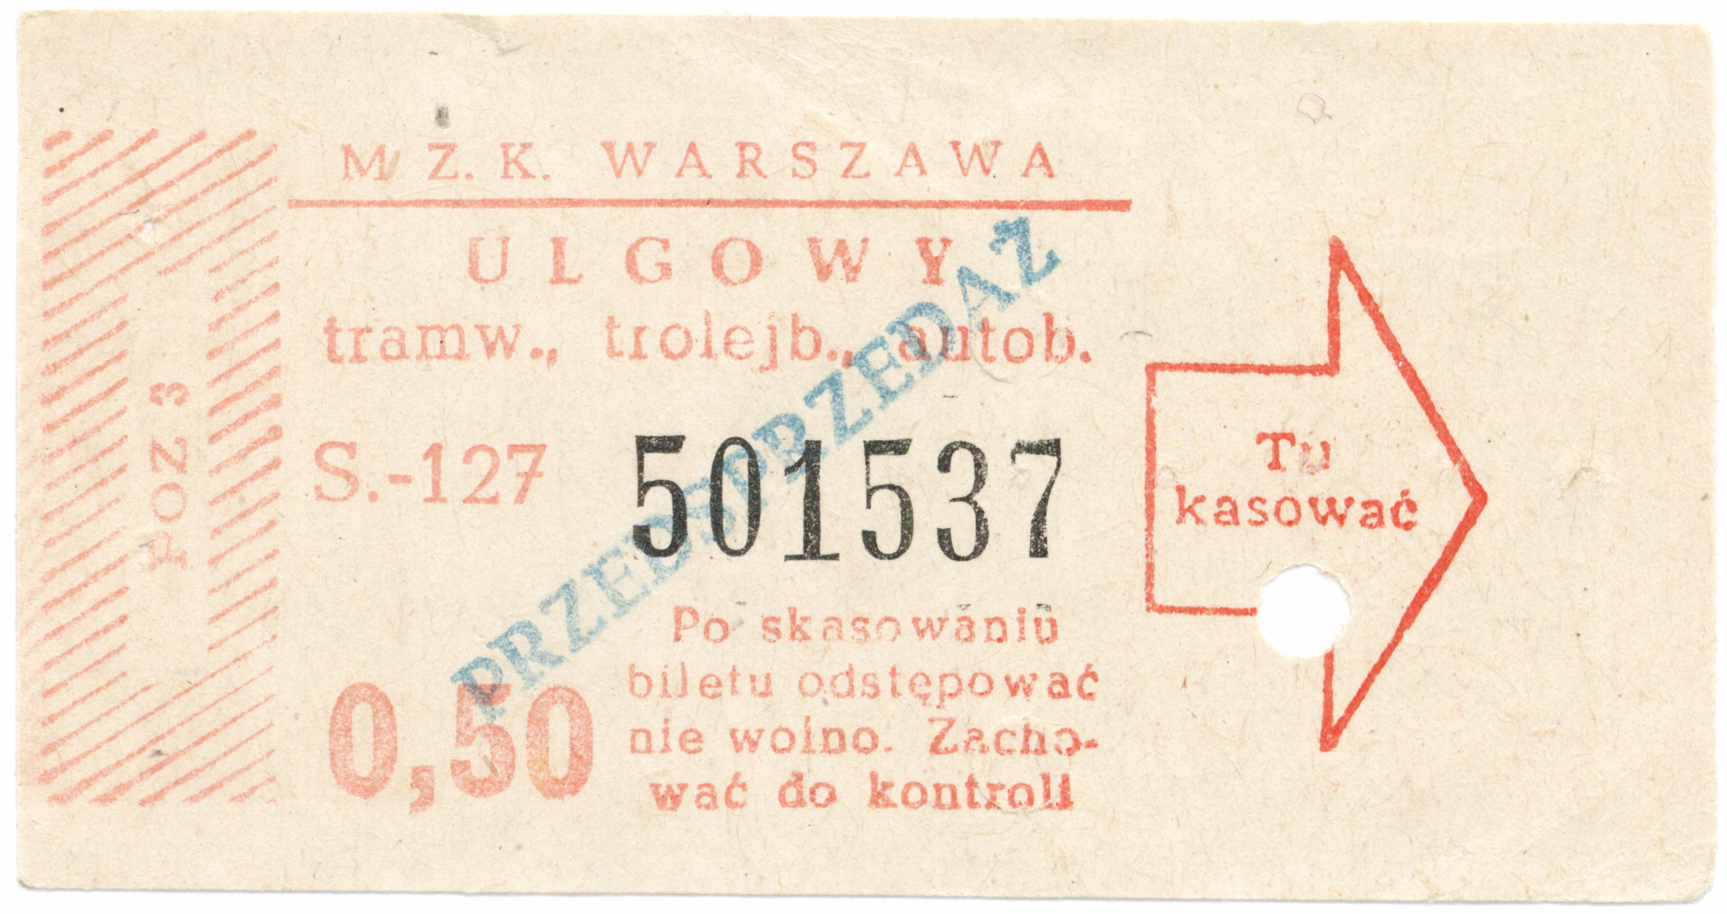 M. Z. K. WARSZAWA
ULGOWY
tramw., trolejb., autob.
POZ 3
S.-127
501537
PRZEDSPRZEDAŻ
0,50
Po skasowaniu
biletu odstępować
nie wolno. Zacho-
wać do kontroli
Tu
kasować